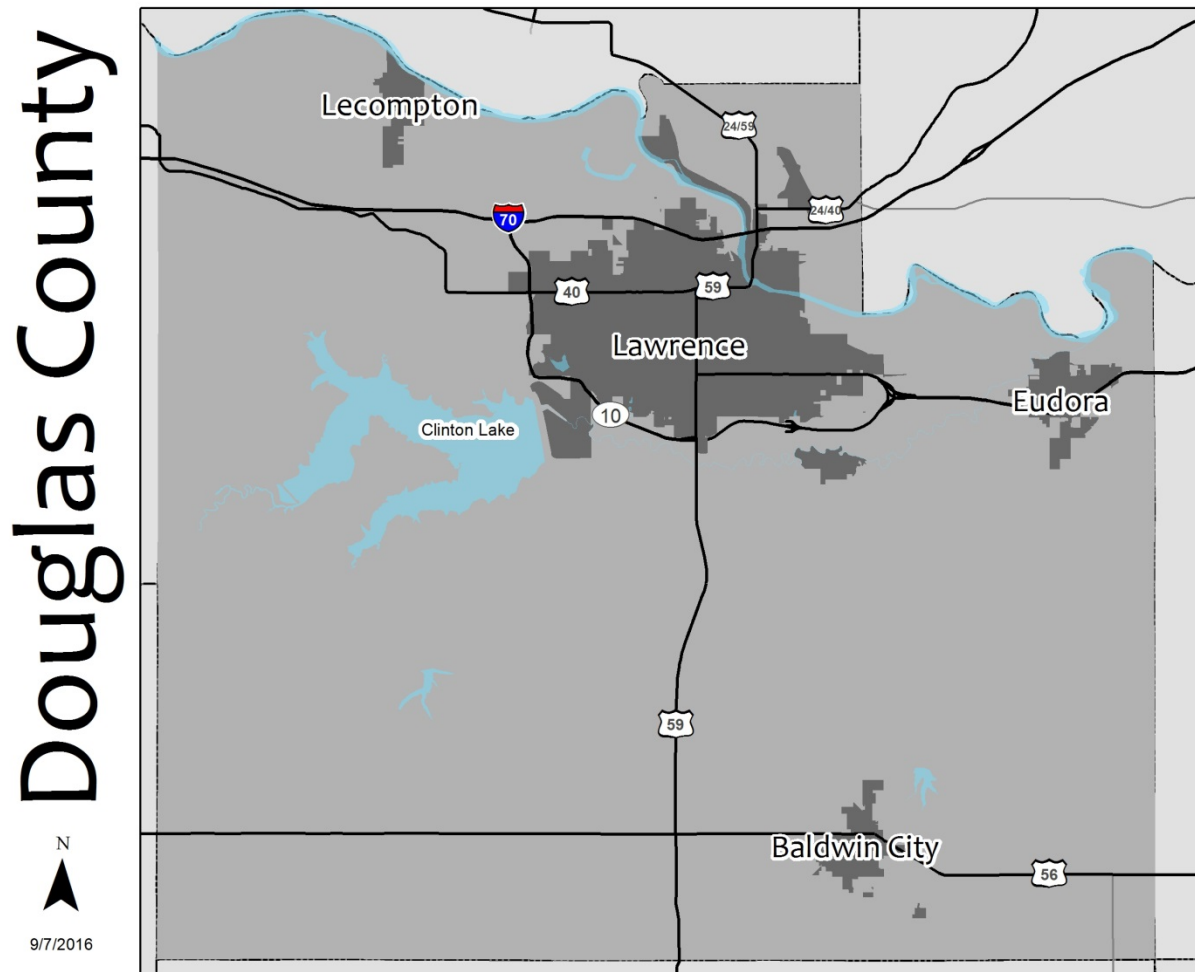 Douglas County
N
9/7/2016
Lecompton
24/59
24/40
70
40
59
Lawrence
Clinton Lake
10
Eudora
59
Baldwin City
56